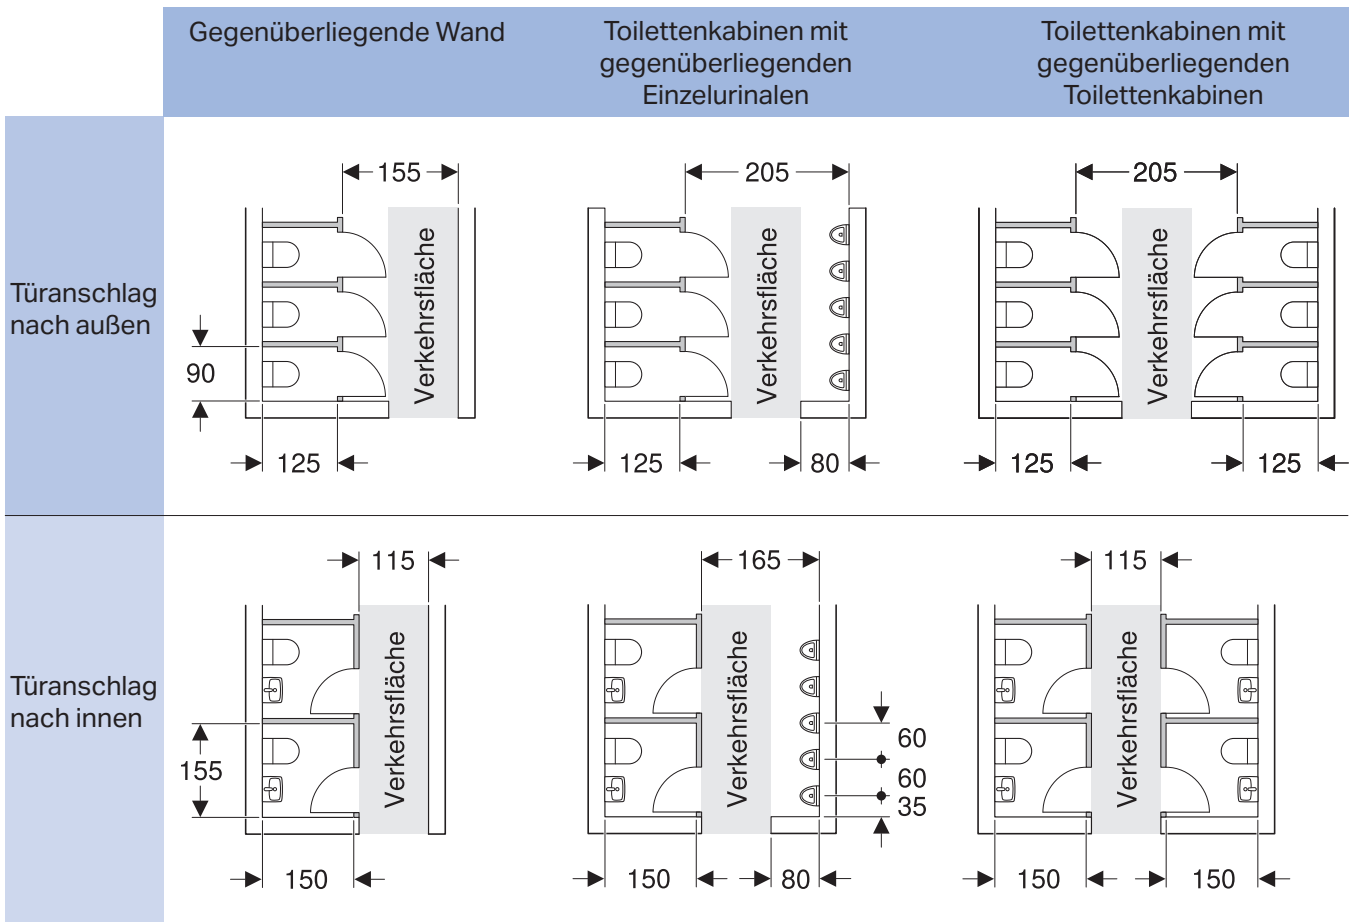 Gegenüberliegende Wand
Toilettenkabinen mit
gegenüberliegenden
Einzelurinalen
Toilettenkabinen mit
gegenüberliegenden
Toilettenkabinen
Türanschlag
nach außen
155
Verkehrsfläche
90
125
205
Verkehrsfläche
125
80
205
Verkehrsfläche
125
125
Türanschlag
nach innen
115
Verkehrsfläche
155
150
165
Verkehrsfläche
60
60
35
150
80
115
Verkehrsfläche
150
150